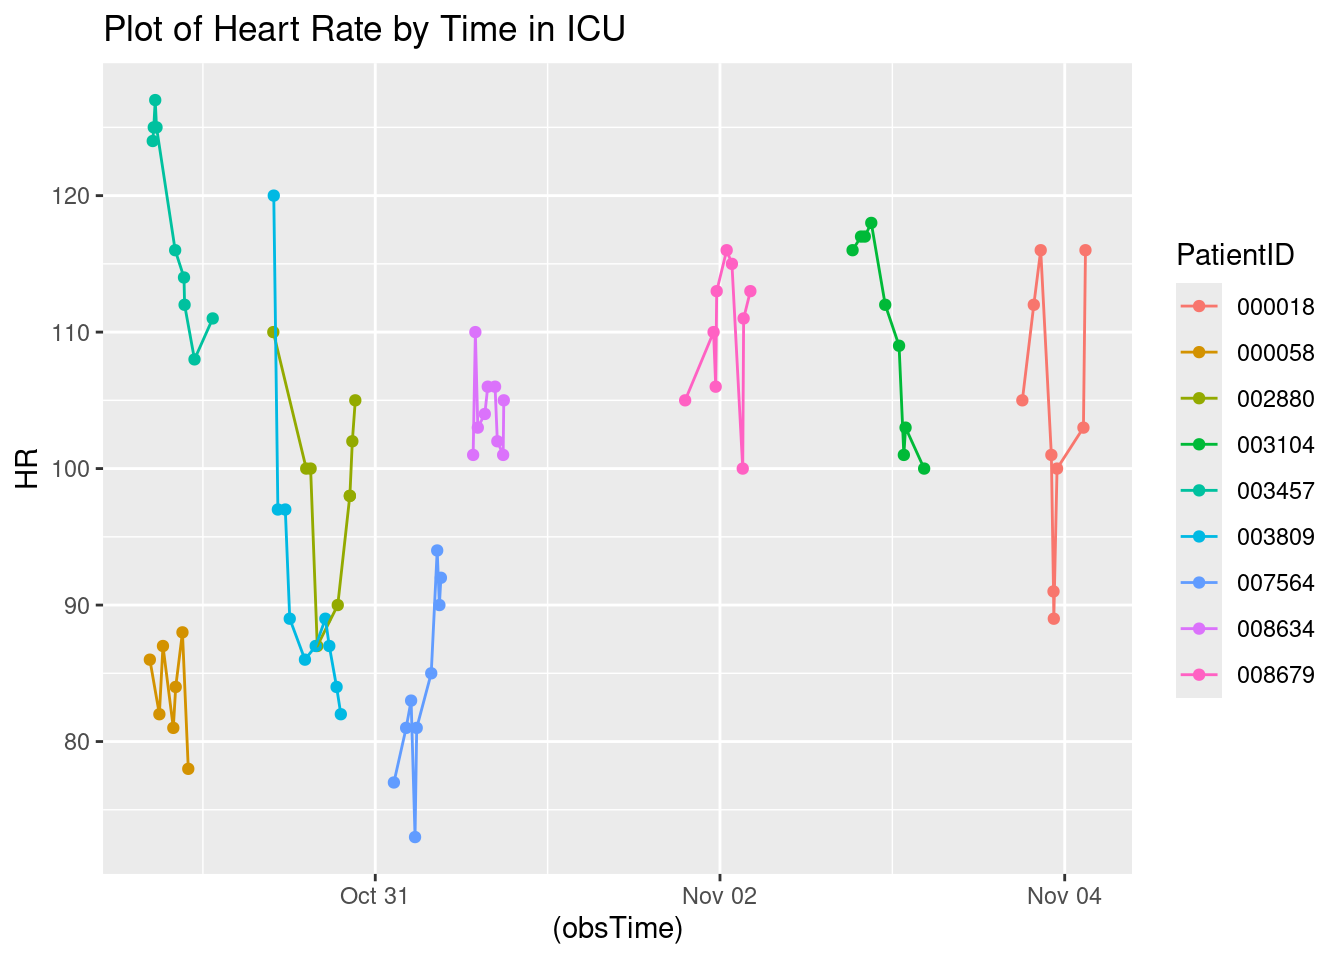 Plot of Heart Rate by Time in ICU
HR
120
110
100
90
80
Oct 31
Nov 02
Nov 04
(obsTime)
PatientID
000018
000058
002880
003104
003457
003809
007564
008634
008679